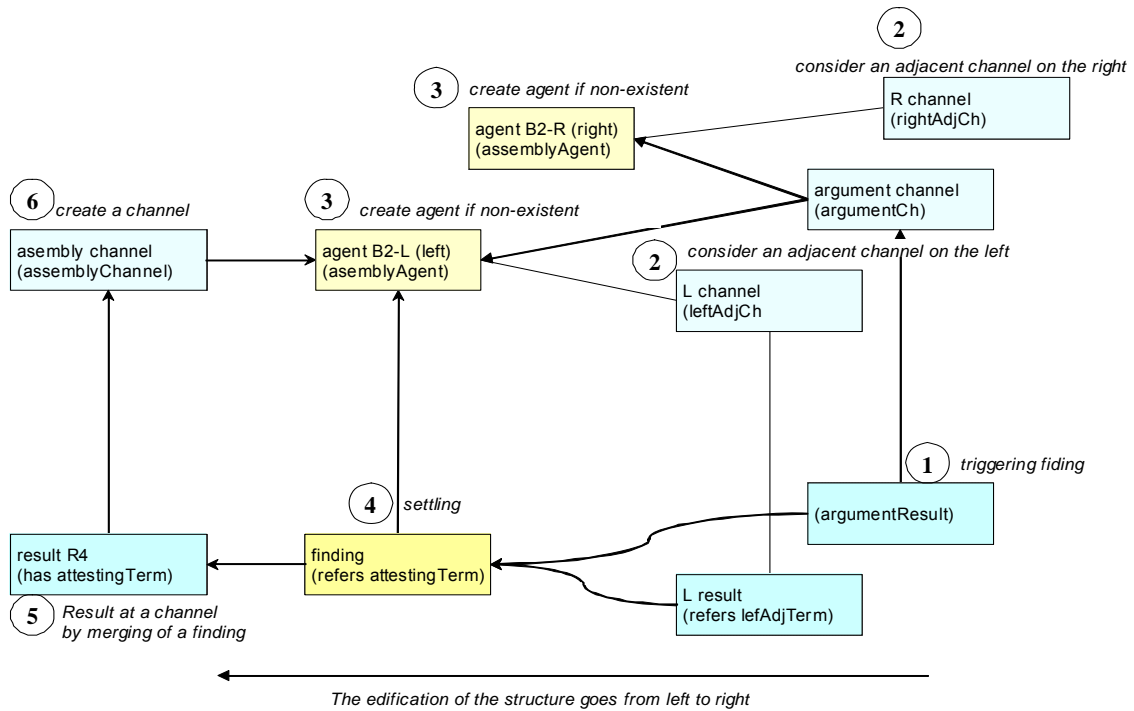 2
consider an adjacent channel on the right
3
create agent if non-existent
R channel
(rightAdjCh)
agent B2-R (right)
(assemblyAgent)
argument channel
(argumentCh)
6
create a channel
3
create agent if non-existent
asembly channel
(assemblyChannel)
agent B2-L (left)
(asemblyAgent)
2
consider an adjacent channel on the left
L channel
(leftAdjCh
1
triggering fiding
4
settling
(argumentResult)
result R4
(has attestingTerm)
finding
(refers attestingTerm)
L result
(refers lefAdjTerm)
5
Result at a channel
by merging of a finding
The edification of the structure goes from left to right